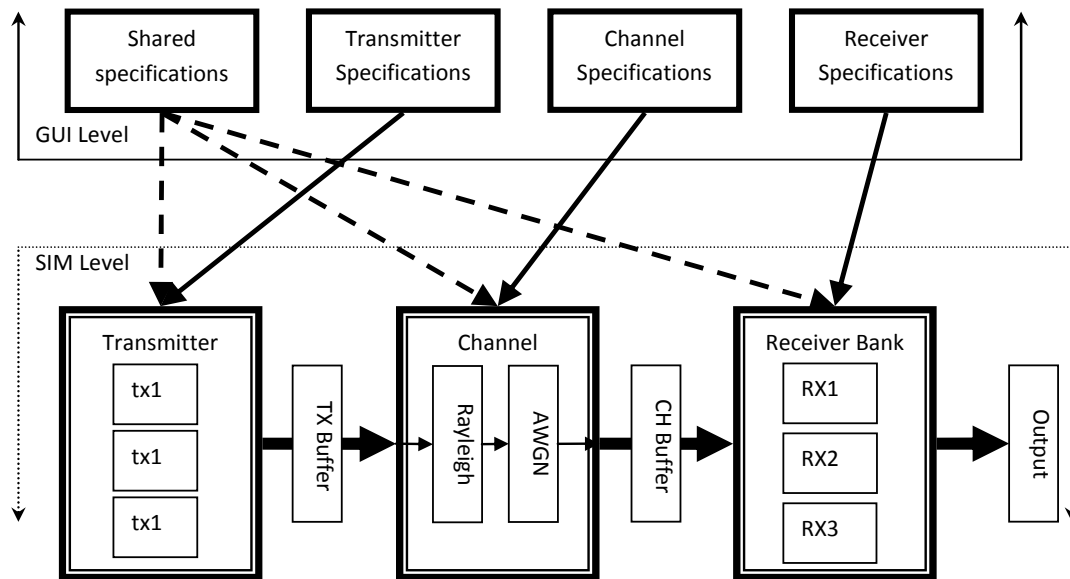 Shared
specifications
Transmitter
Specifications
Channel
Specifications
Receiver
Specifications
GUI Level
SIM Level
Transmitter
tx1
tx1
tx1
TX Buffer
Channel
Rayleigh
AWGN
CH Buffer
Receiver Bank
RX1
RX2
RX3
Output